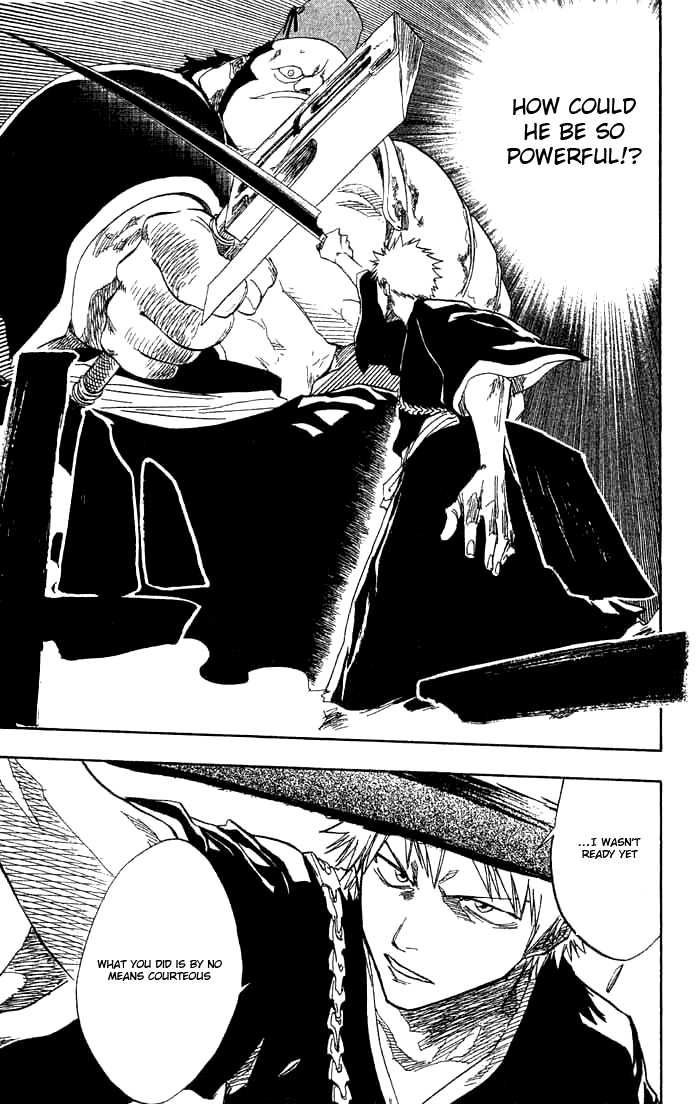 HOW COULD
HE BE SO
POWERFUL!?
...I WASN'T
READY YET
WHAT YOU DID IS BY NO
MEANS COURTEOUS